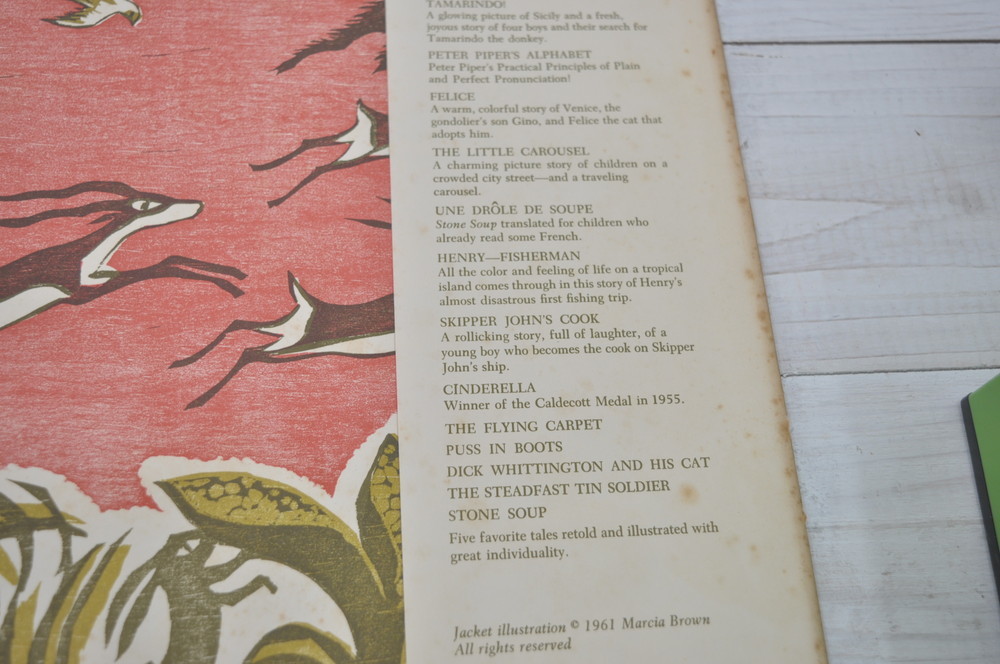 TAMARINDO!
A glowing picture of Sicily and a fresh,
joyous story of four boys and their search for
Tamarindo the donkey.
PETER PIPER'S ALPHABET
Peter Piper's Practical Principles of Plain
and Perfect Pronunciation!
FELICE
A warm, colorful story of Venice, the
gondolier's son Gino, and Felice the cat that
adopts him.
THE LITTLE CAROUSEL
A charming picture story of children on a
crowded city street—and a traveling
carousel.
UNE DRÔLE DE SOUPE
Stone Soup translated for children who
already read some French.
HENRY—FISHERMAN
All the color and feeling of life on a tropical
island comes through in this story of Henry's
almost disastrous first fishing trip.
SKIPPER JOHN'S COOK
A rollicking story, full of laughter, of a
young boy who becomes the cook on Skipper
John's ship.
CINDERELLA
Winner of the Caldecott Medal in 1955.
THE FLYING CARPET
PUSS IN BOOTS
DICK WHITTINGTON AND HIS CAT
THE STEADFAST TIN SOLDIER
STONE SOUP
Five favorite tales retold and illustrated with
great individuality.
Jacket illustration © 1961 Marcia Brown
All rights reserved